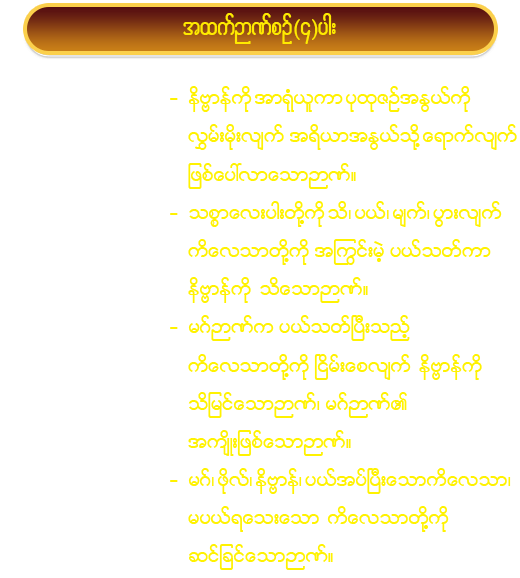 အထက်ဉာဏ်စဉ်(၄)ပါး
- နိဗ္ဗာန်ကို အာရုံယူကာ ပုထုဇဉ်အနွယ်ကို
လွှမ်းမိုးလျက် အရိယာအနွယ်သို့ ရောက်လျက်
ဖြစ်ပေါ်လာသောဉာဏ်။
- သစ္စာလေးပါးတို့ကို သိ၊ ပယ်၊ မျက်၊ ပွားလျက်
ကိလေသာတို့ကို အကြွင်းမဲ့ ပယ်သတ်ကာ
နိဗ္ဗာန်ကို သိသောဉာဏ်။
- မဂ်ဉာဏ်က ပယ်သတ်ပြီးသည့်
ကိလေသာတို့ကို ငြိမ်းစေလျက် နိဗ္ဗာန်ကို
သိမြင်သောဉာဏ်၊ မဂ်ဉာဏ်၏
အကျိုးဖြစ်သောဉာဏ်။
- မဂ်၊ ဖိုလ်၊ နိဗ္ဗာန်၊ ပယ်အပ်ပြီးသောကိလေသာ၊
မပယ်ရသေးသော ကိလေသာတို့ကို
ဆင်ခြင်သောဉာဏ်။